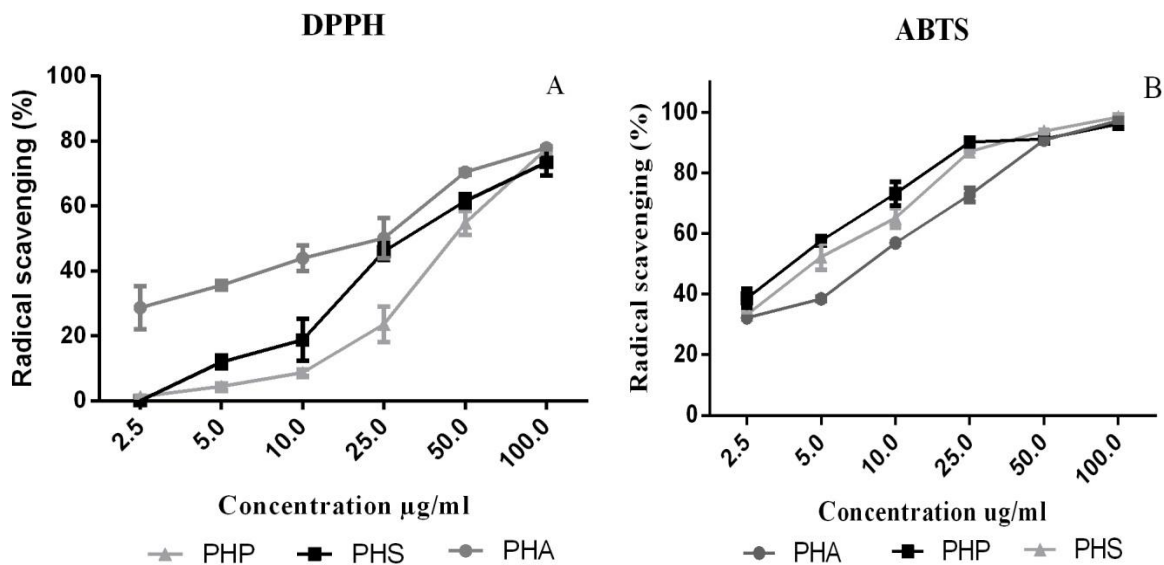 DPPH
A
Radical scavenging (%)
100
80
60
40
20
0
2.5
5.0
10.0
25.0
50.0
100.0
Concentration µg/ml
PHP
PHS
PHA
ABTS
B
Radical scavenging (%)
100
80
60
40
20
0
2.5
5.0
10.0
25.0
50.0
100.0
Concentration ug/ml
PHA
PHP
PHS